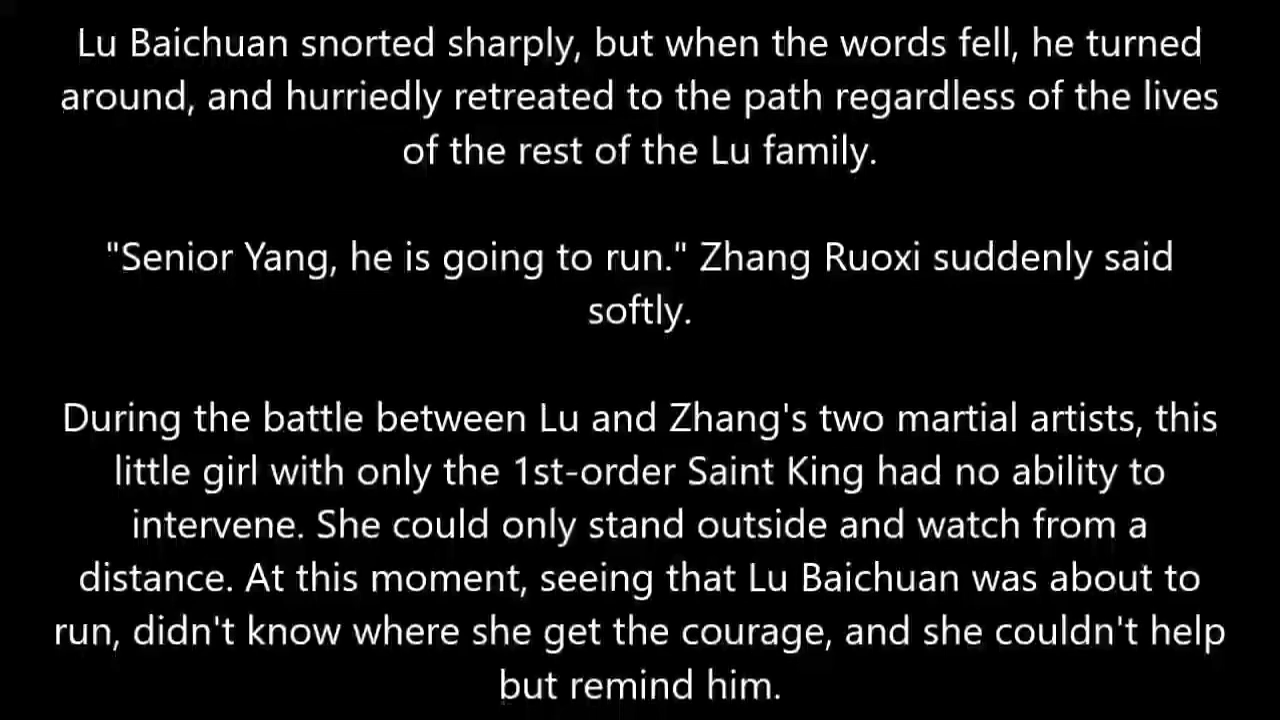 Lu Baichuan snorted sharply, but when the words fell, he turned
around, and hurriedly retreated to the path regardless of the lives
of the rest of the Lu family.
"Senior Yang, he is going to run." Zhang Ruoxi suddenly said
softly.
During the battle between Lu and Zhang's two martial artists, this
little girl with only the 1st-order Saint King had no ability to
intervene. She could only stand outside and watch from a
distance. At this moment, seeing that Lu Baichuan was about to
run, didn't know where she get the courage, and she couldn't help
but remind him.